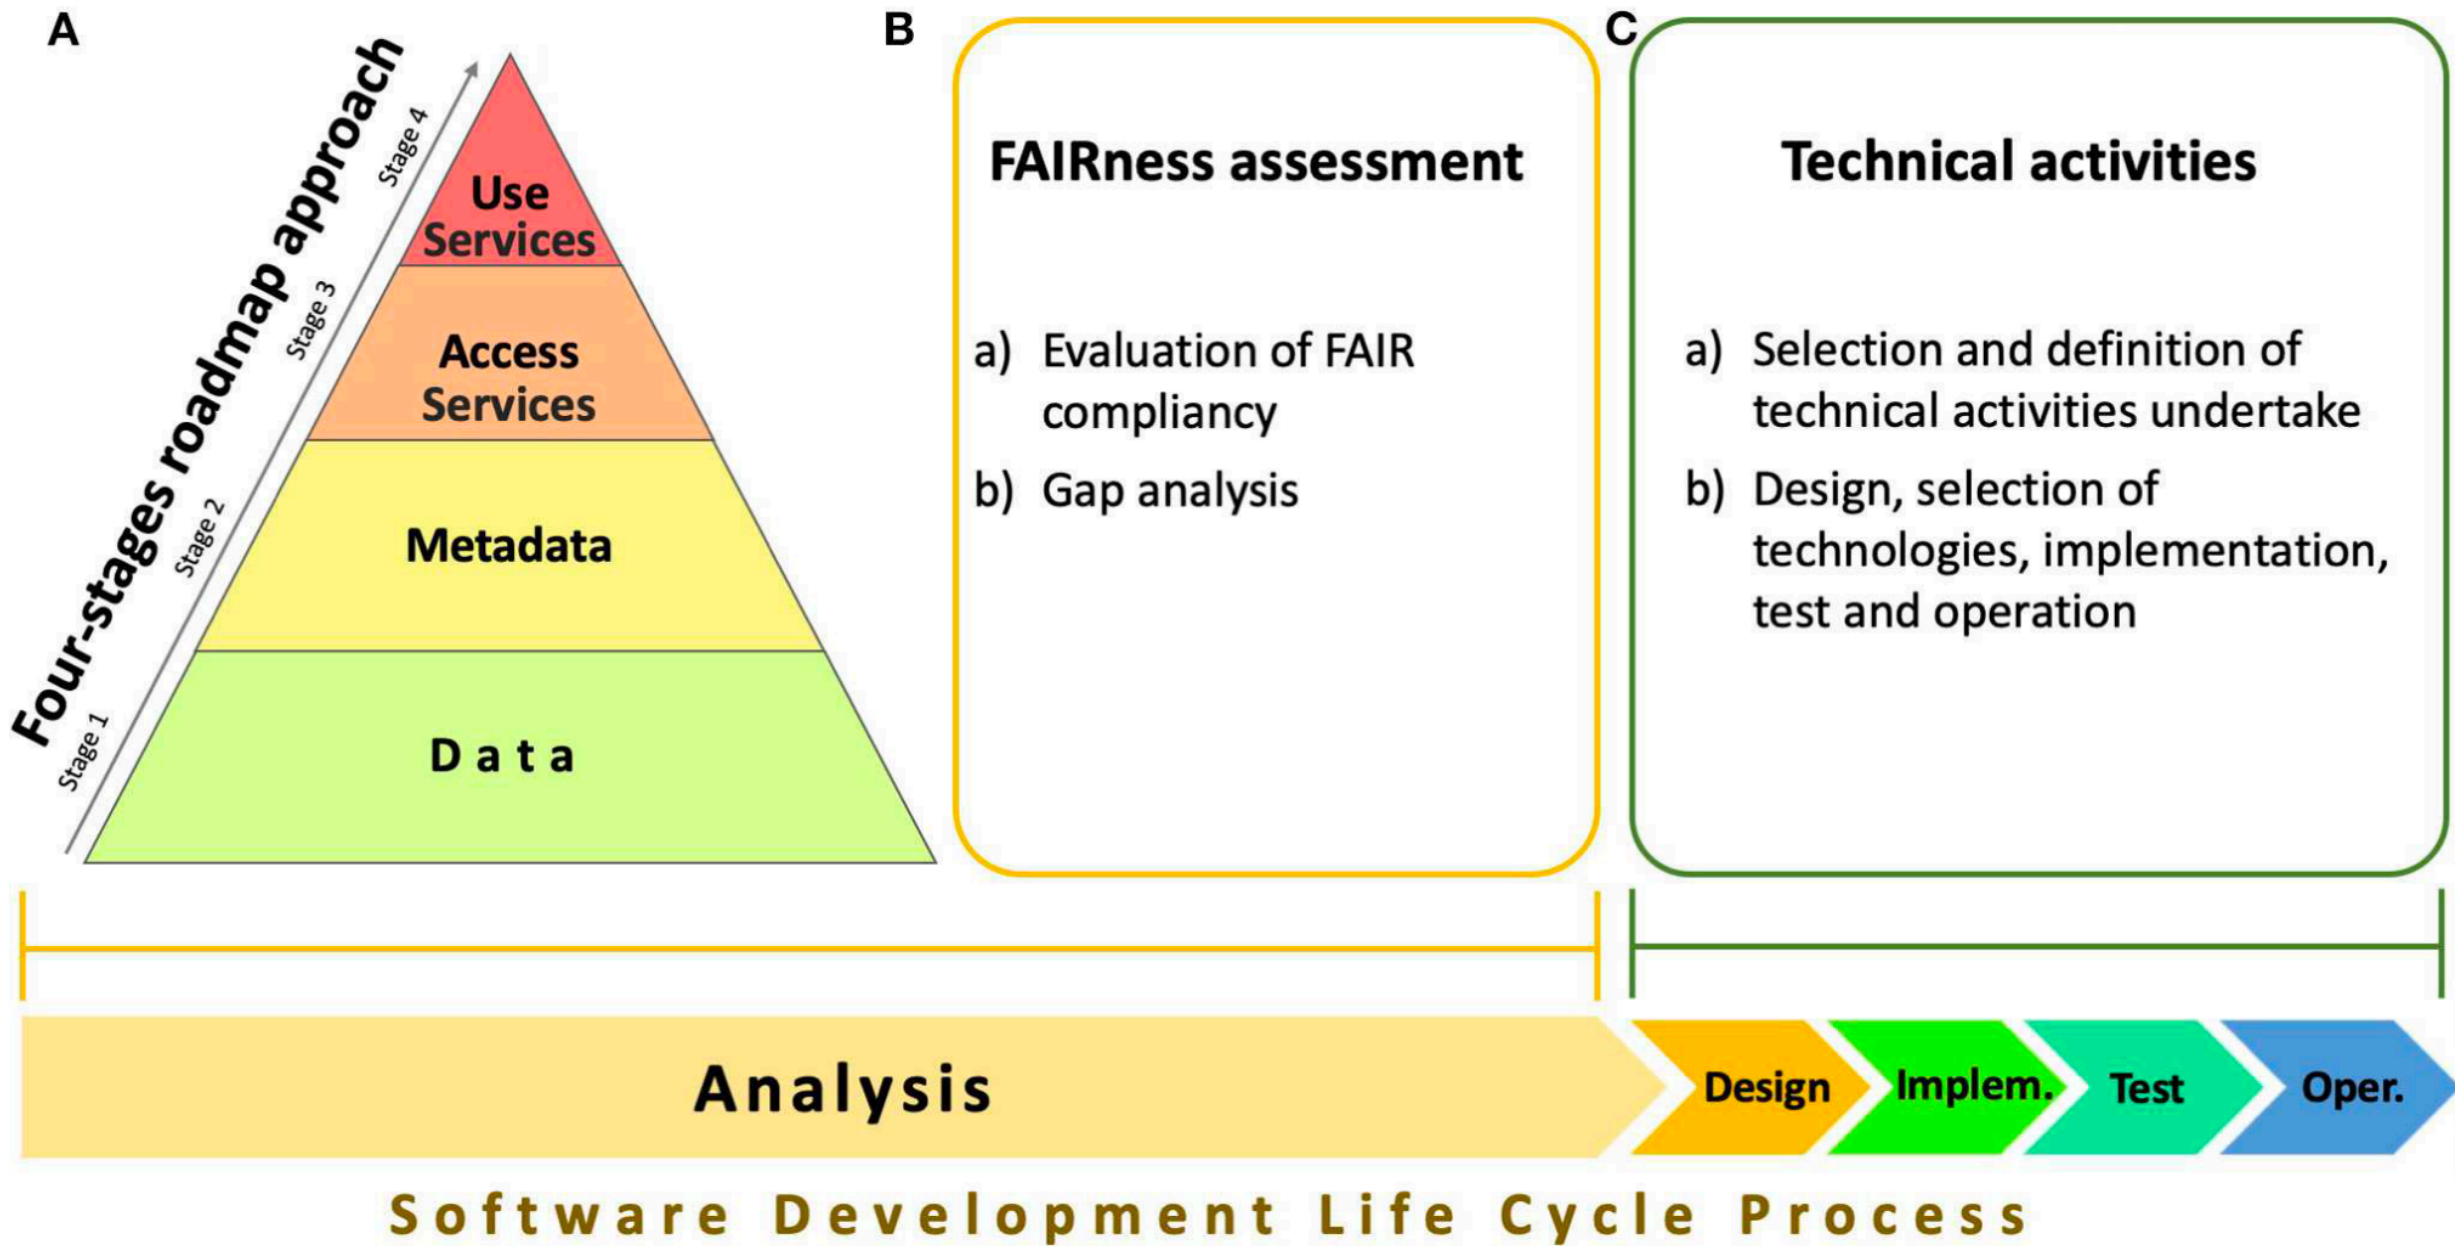 A
Four-stages roadmap approach
Stage 4
Stage 3
Stage 2
Stage 1
Use
Services
Access
Services
Metadata
Data
B
FAIRness assessment
a) Evaluation of FAIR
compliancy
b) Gap analysis
C
Technical activities
a) Selection and definition of
technical activities undertake
b) Design, selection of
technologies, implementation,
test and operation
Analysis
Design
Implem.
Test
Oper.
Software Development Life Cycle Process